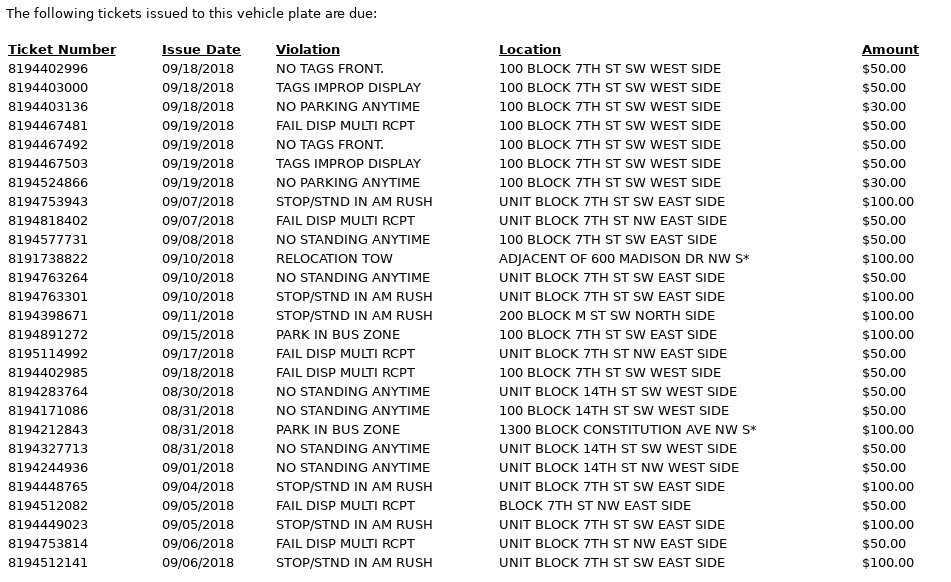 The following tickets issued to this vehicle plate are due:
Ticket Number Issue Date Violation Location Amount
8194402996 09/18/2018 NO TAGS FRONT. 100 BLOCK 7TH ST SW WEST SIDE $50.00
8194403000 09/18/2018 TAGS IMPROP DISPLAY 100 BLOCK 7TH ST SW WEST SIDE $50.00
8194403136 09/18/2018 NO PARKING ANYTIME 100 BLOCK 7TH ST SW WEST SIDE $30.00
8194467481 09/19/2018 FAIL DISP MULTI RCPT 100 BLOCK 7TH ST SW WEST SIDE $50.00
8194467492 09/19/2018 NO TAGS FRONT. 100 BLOCK 7TH ST SW WEST SIDE $50.00
8194467503 09/19/2018 TAGS IMPROP DISPLAY 100 BLOCK 7TH ST SW WEST SIDE $50.00
8194524866 09/19/2018 NO PARKING ANYTIME 100 BLOCK 7TH ST SW WEST SIDE $30.00
8194753943 09/07/2018 STOP/STND IN AM RUSH UNIT BLOCK 7TH ST SW EAST SIDE $100.00
8194818402 09/07/2018 FAIL DISP MULTI RCPT UNIT BLOCK 7TH ST NW EAST SIDE $50.00
8194577731 09/08/2018 NO STANDING ANYTIME 100 BLOCK 7TH ST SW EAST SIDE $50.00
8191738822 09/10/2018 RELOCATION TOW ADJACENT OF 600 MADISON DR NW S* $100.00
8194763264 09/10/2018 NO STANDING ANYTIME UNIT BLOCK 7TH ST SW EAST SIDE $50.00
8194763301 09/10/2018 STOP/STND IN AM RUSH UNIT BLOCK 7TH ST SW EAST SIDE $100.00
8194398671 09/11/2018 STOP/STND IN AM RUSH 200 BLOCK M ST SW NORTH SIDE $100.00
8194891272 09/15/2018 PARK IN BUS ZONE 100 BLOCK 7TH ST SW EAST SIDE $100.00
8195114992 09/17/2018 FAIL DISP MULTI RCPT UNIT BLOCK 7TH ST NW EAST SIDE $50.00
8194402985 09/18/2018 FAIL DISP MULTI RCPT 100 BLOCK 7TH ST SW WEST SIDE $50.00
8194283764 08/30/2018 NO STANDING ANYTIME UNIT BLOCK 14TH ST SW WEST SIDE $50.00
8194171086 08/31/2018 NO STANDING ANYTIME 100 BLOCK 14TH ST SW WEST SIDE $50.00
8194212843 08/31/2018 PARK IN BUS ZONE 1300 BLOCK CONSTITUTION AVE NW S* $100.00
8194327713 08/31/2018 NO STANDING ANYTIME UNIT BLOCK 14TH ST SW WEST SIDE $50.00
8194244936 09/01/2018 NO STANDING ANYTIME UNIT BLOCK 14TH ST NW WEST SIDE $50.00
8194448765 09/04/2018 STOP/STND IN AM RUSH UNIT BLOCK 7TH ST SW EAST SIDE $100.00
8194512082 09/05/2018 FAIL DISP MULTI RCPT BLOCK 7TH ST NW EAST SIDE $50.00
8194449023 09/05/2018 STOP/STND IN AM RUSH UNIT BLOCK 7TH ST SW EAST SIDE $100.00
8194753814 09/06/2018 FAIL DISP MULTI RCPT UNIT BLOCK 7TH ST NW EAST SIDE $50.00
8194512141 09/06/2018 STOP/STND IN AM RUSH UNIT BLOCK 7TH ST SW EAST SIDE $100.00